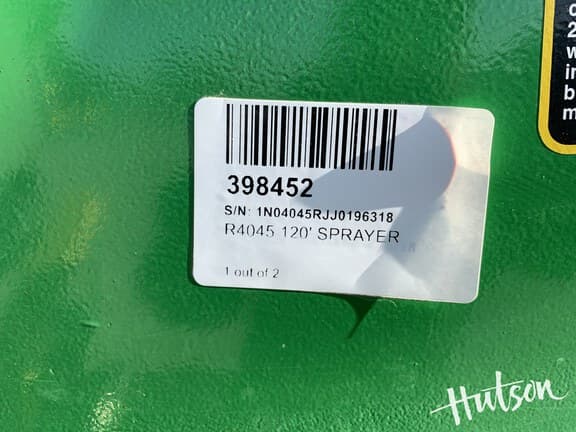 398452
S/N: 1N04045RJJ0196318
R4045 120' SPRAYER
1 out of 2
Hutson